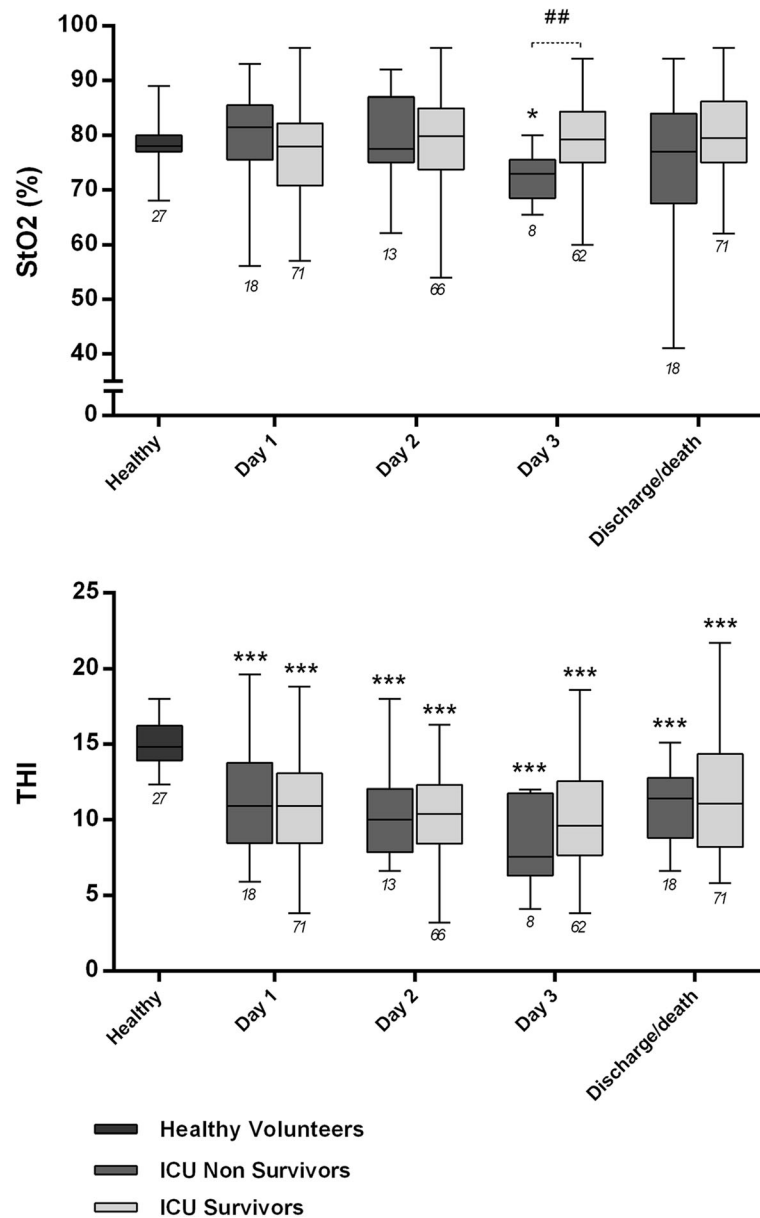 ##
100
90
80
70
60
50
40
0
StO2 (%)
*
27
18
71
13
66
8
62
18
71
Healthy
Day 1
Day 2
Day 3
Discharge/death
25
20
15
10
5
0
THI
*** *** *** *** *** *** *** ***
27
18
71
13
66
8
62
18
71
Healthy
Day 1
Day 2
Day 3
Discharge/death
Healthy Volunteers
ICU Non Survivors
ICU Survivors